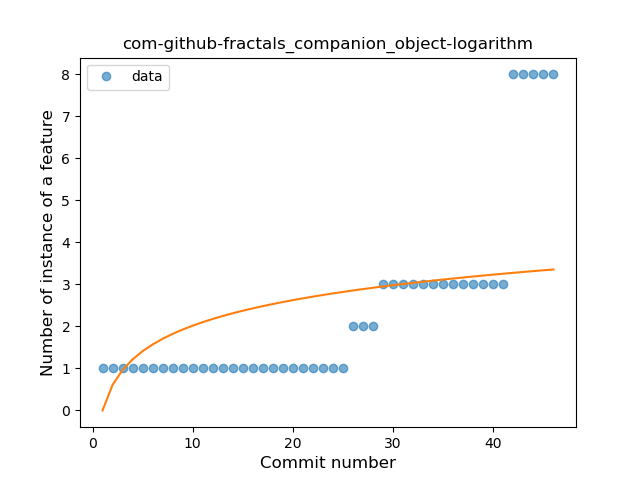 com-github-fractals_companion_object-logarithm
data
Number of instance of a feature
8
7
6
5
4
3
2
1
0
0 10 20 30 40
Commit number